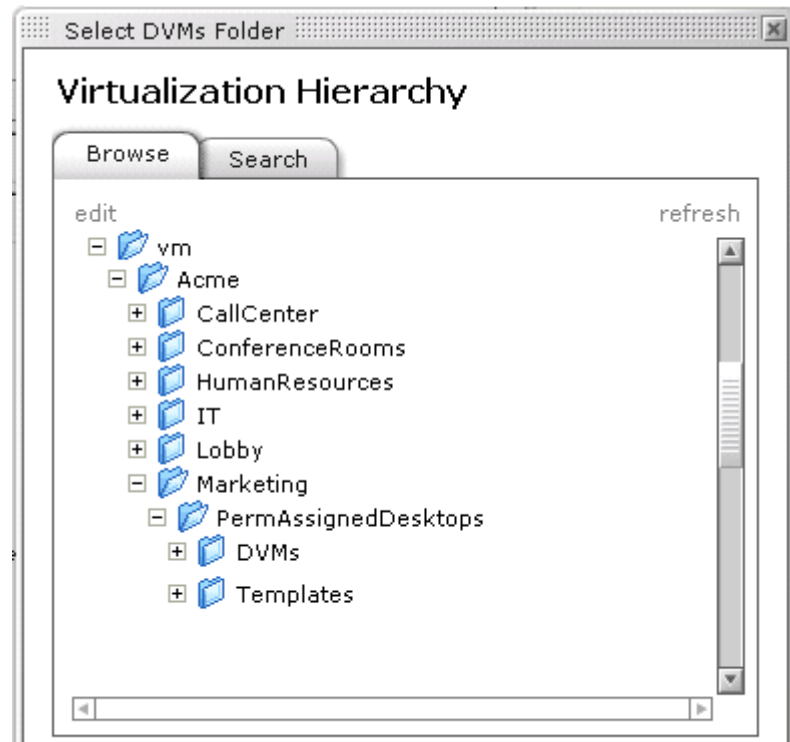 Select DVMs Folder
Virtualization Hierarchy
Browse Search
edit refresh
vm
Acme
CallCenter
ConferenceRooms
HumanResources
IT
Lobby
Marketing
PermAssignedDesktops
DVMs
Templates